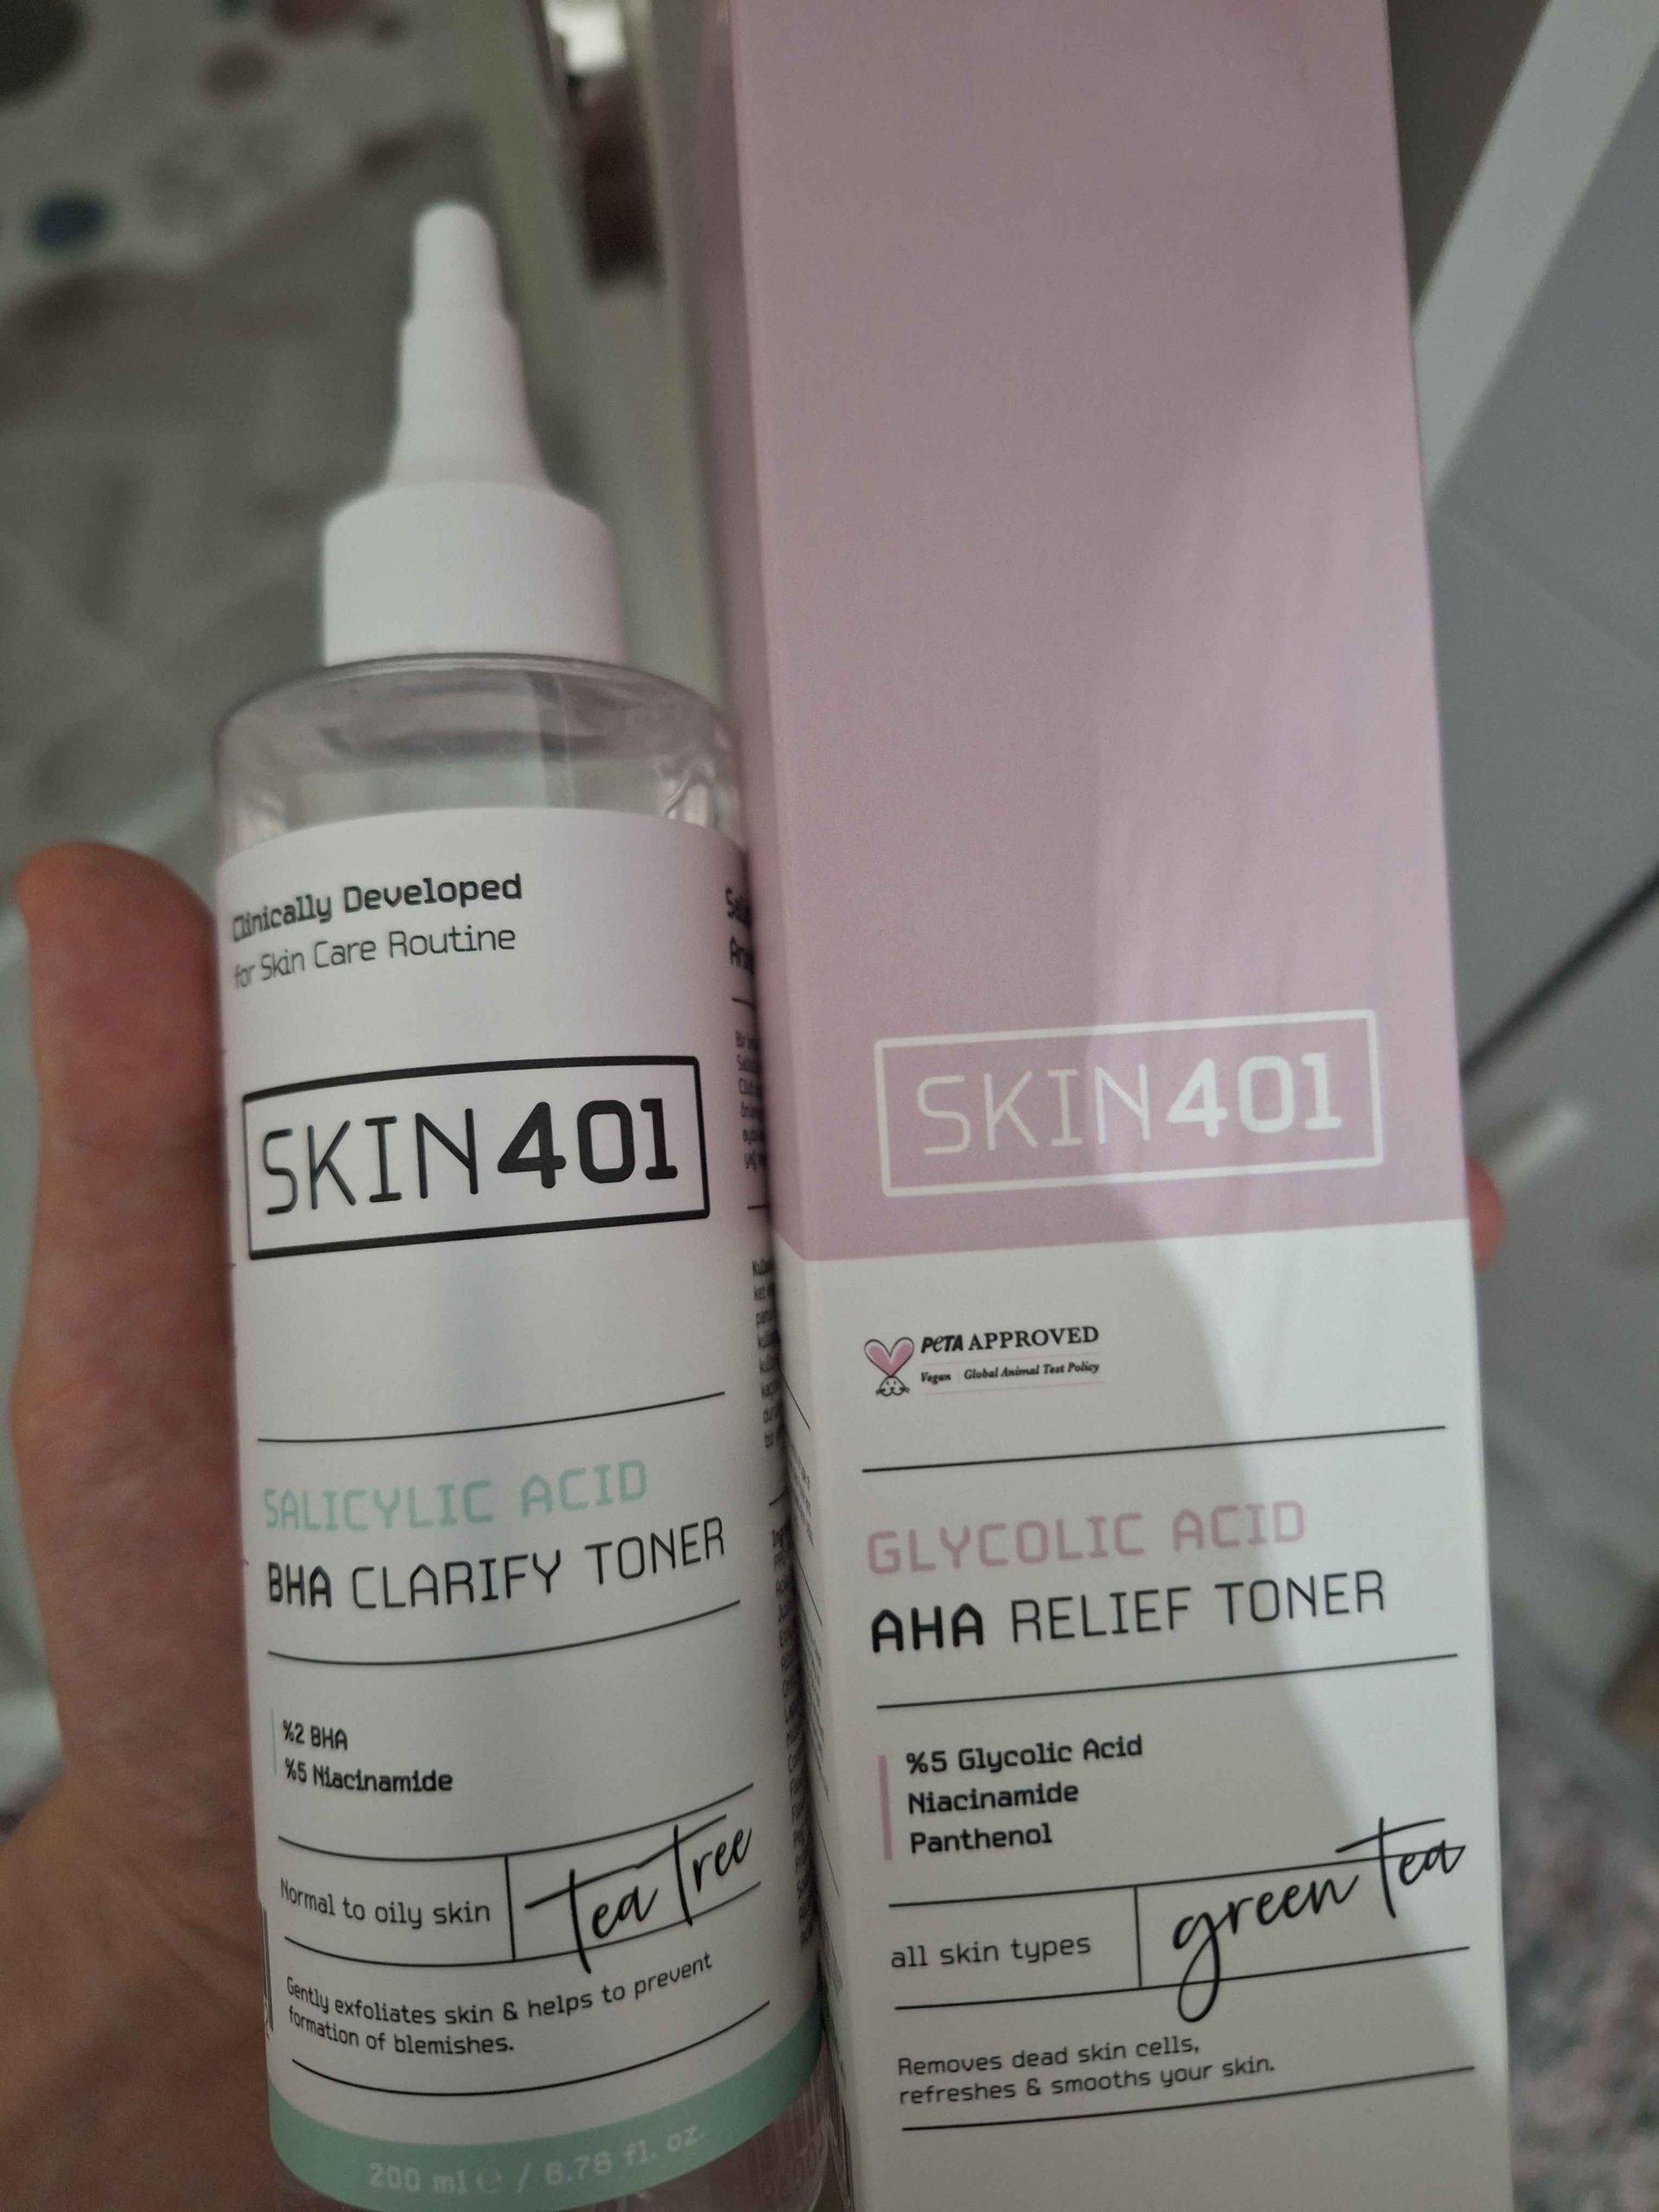 Clinically Developed
for Skin Care Routine
SKIN401
SALICYLIC ACID
BHA CLARIFY TONER
%2 BHA
%5 Niacinamide
Normal to oily skin
tea Tree
Gently exfoliates skin & helps to prevent
formation of blemishes.
200 ml e / 6.76 fl. oz.
SKIN401
PETA APPROVED
Vegan | Global Animal Test Policy
GLYCOLIC ACID
AHA RELIEF TONER
%5 Glycolic Acid
Niacinamide
Panthenol
all skin types
green Tea
Removes dead skin cells,
refreshes & smooths your skin.